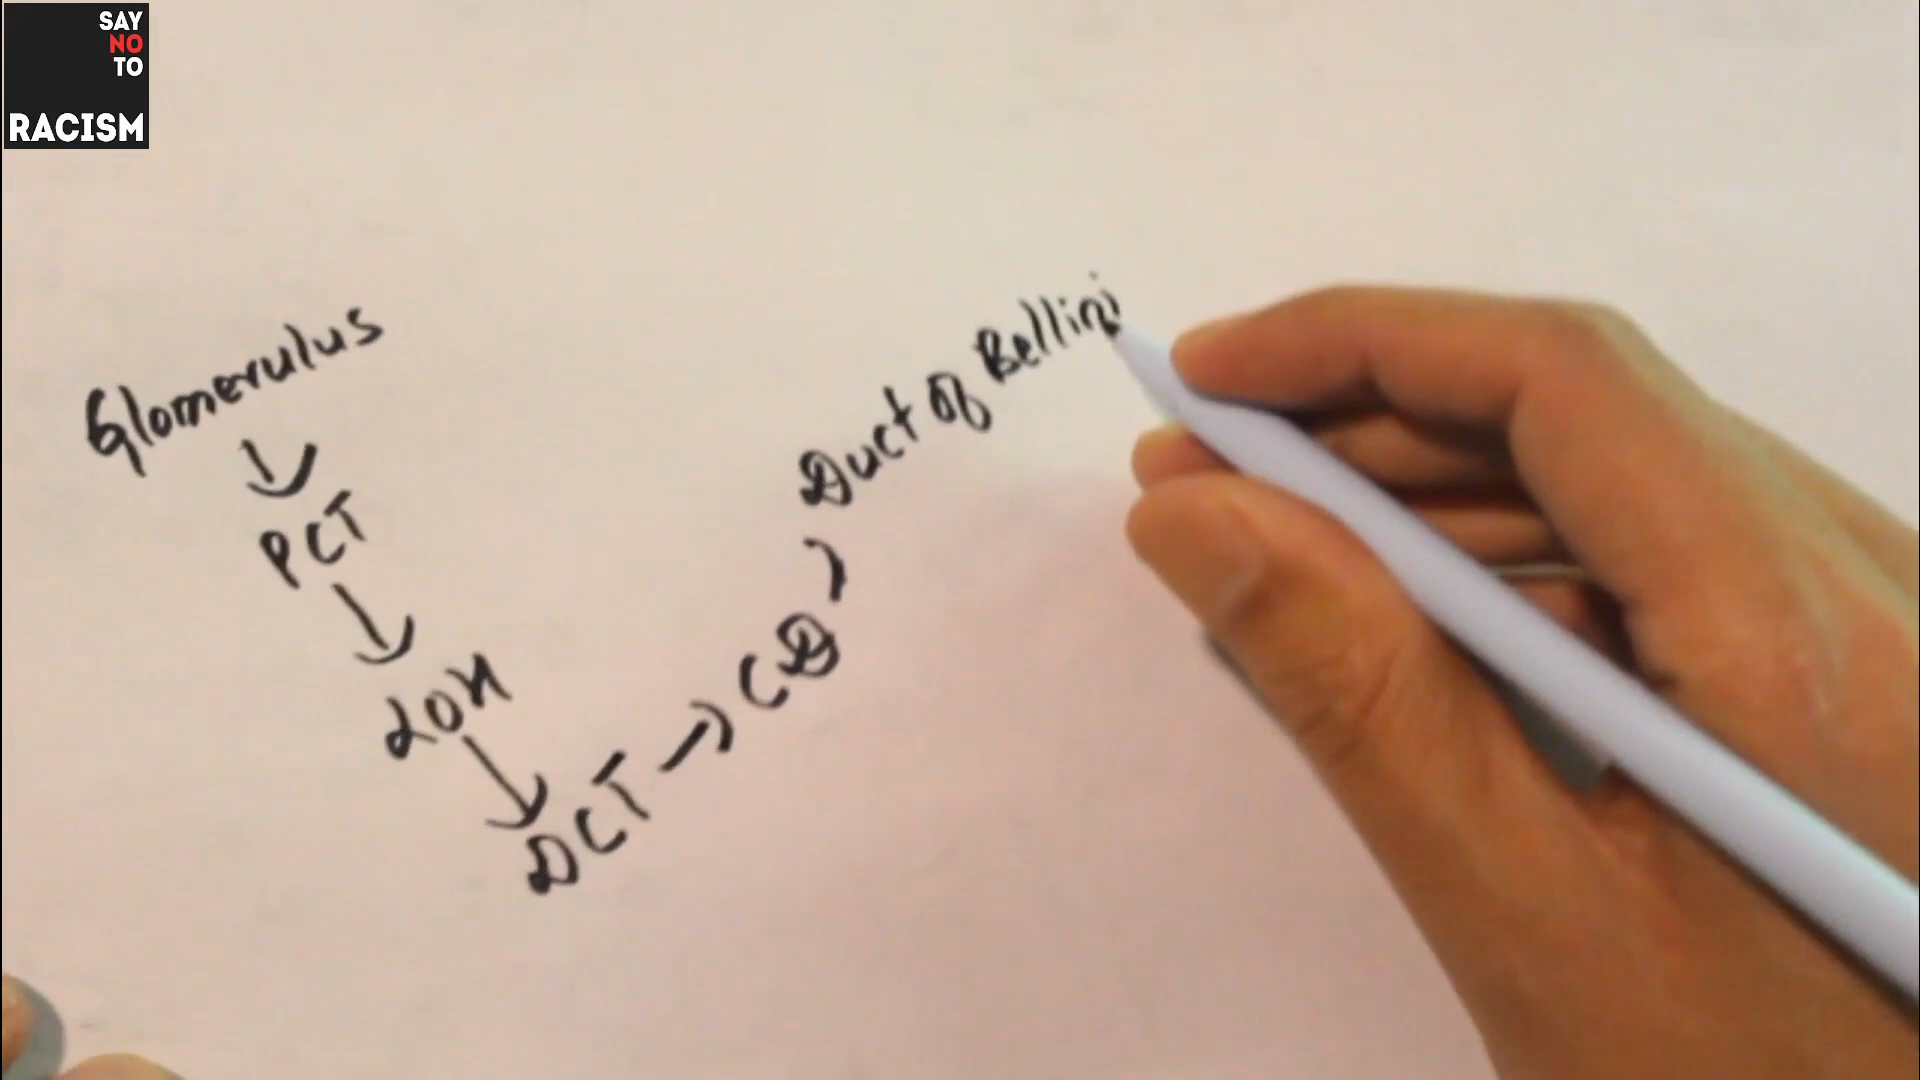 SAY
NO
TO
RACISM
Glomerulus
PCT
LOH
DCT → CD
Duct of Bellini